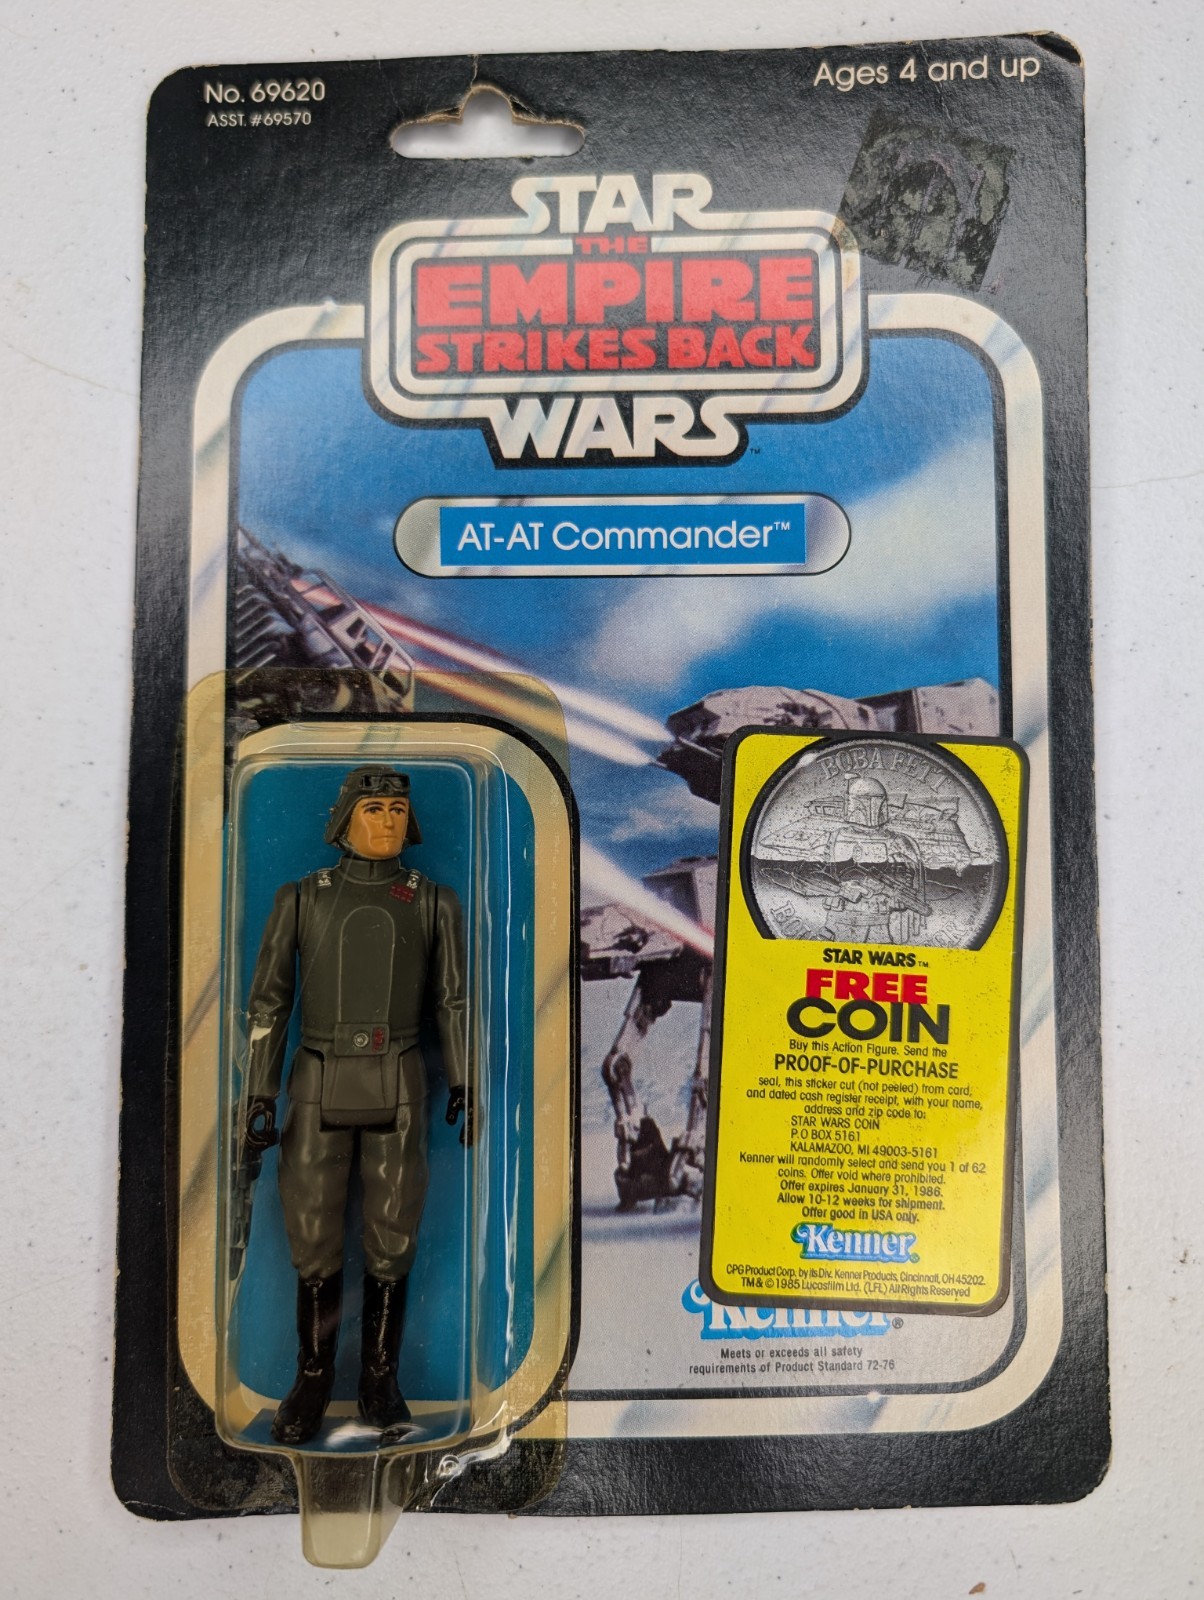 No. 69620
ASST. #69570
Ages 4 and up
STAR
THE
EMPIRE
STRIKES BACK
WARS™
AT-AT Commander™
BOBA FETT
STAR WARS™
FREE
COIN
Buy this Action Figure. Send the
PROOF-OF-PURCHASE
seal, this sticker cut (not peeled) from card,
and dated cash register receipt, with your name,
address and zip code to:
STAR WARS COIN
P.O BOX 5161
KALAMAZOO, MI 49003-5161
Kenner will randomly select and send you 1 of 62
coins. Offer void where prohibited.
Offer expires January 31, 1986.
Allow 10-12 weeks for shipment.
Offer good in USA only.
Kenner
CPG Product Corp. by its Div. Kenner Products, Cincinnati, OH 45202.
TM & © 1985 Lucasfilm Ltd. (LFL) All Rights Reserved
Kenner®
Meets or exceeds all safety
requirements of Product Standard 72-76